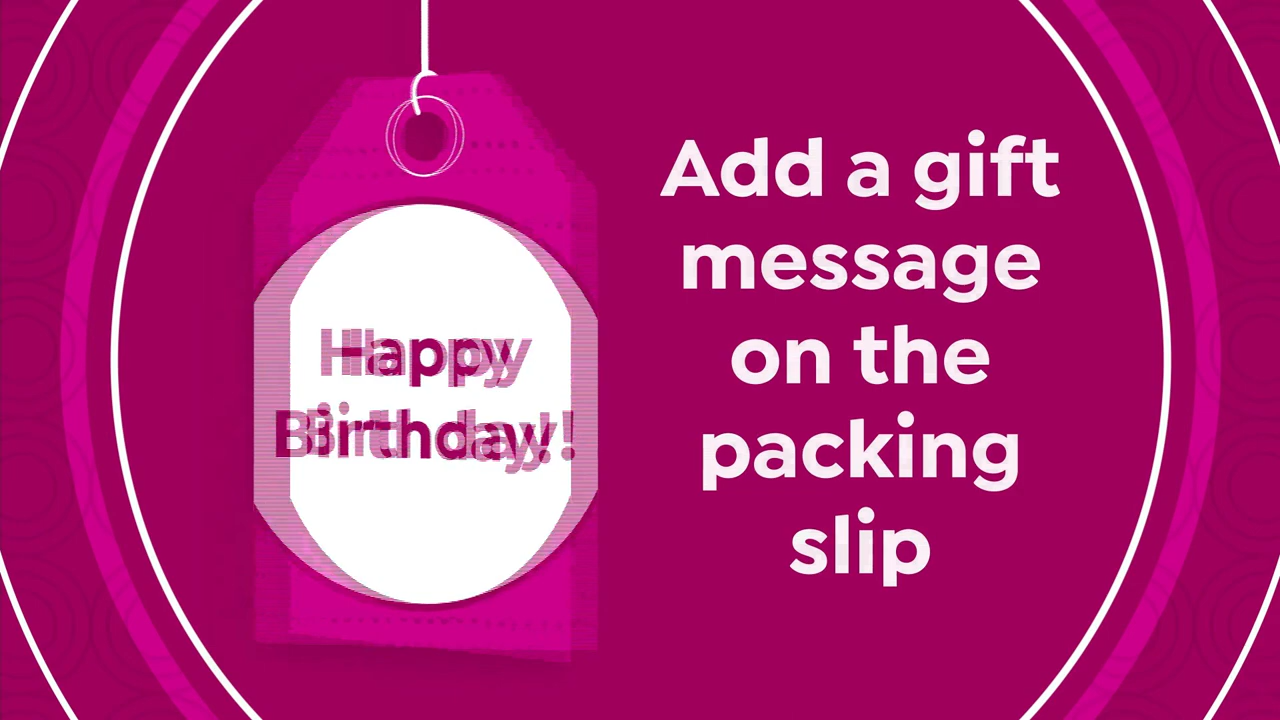 Happy
Birthday!
Add a gift
message
on the
packing
slip